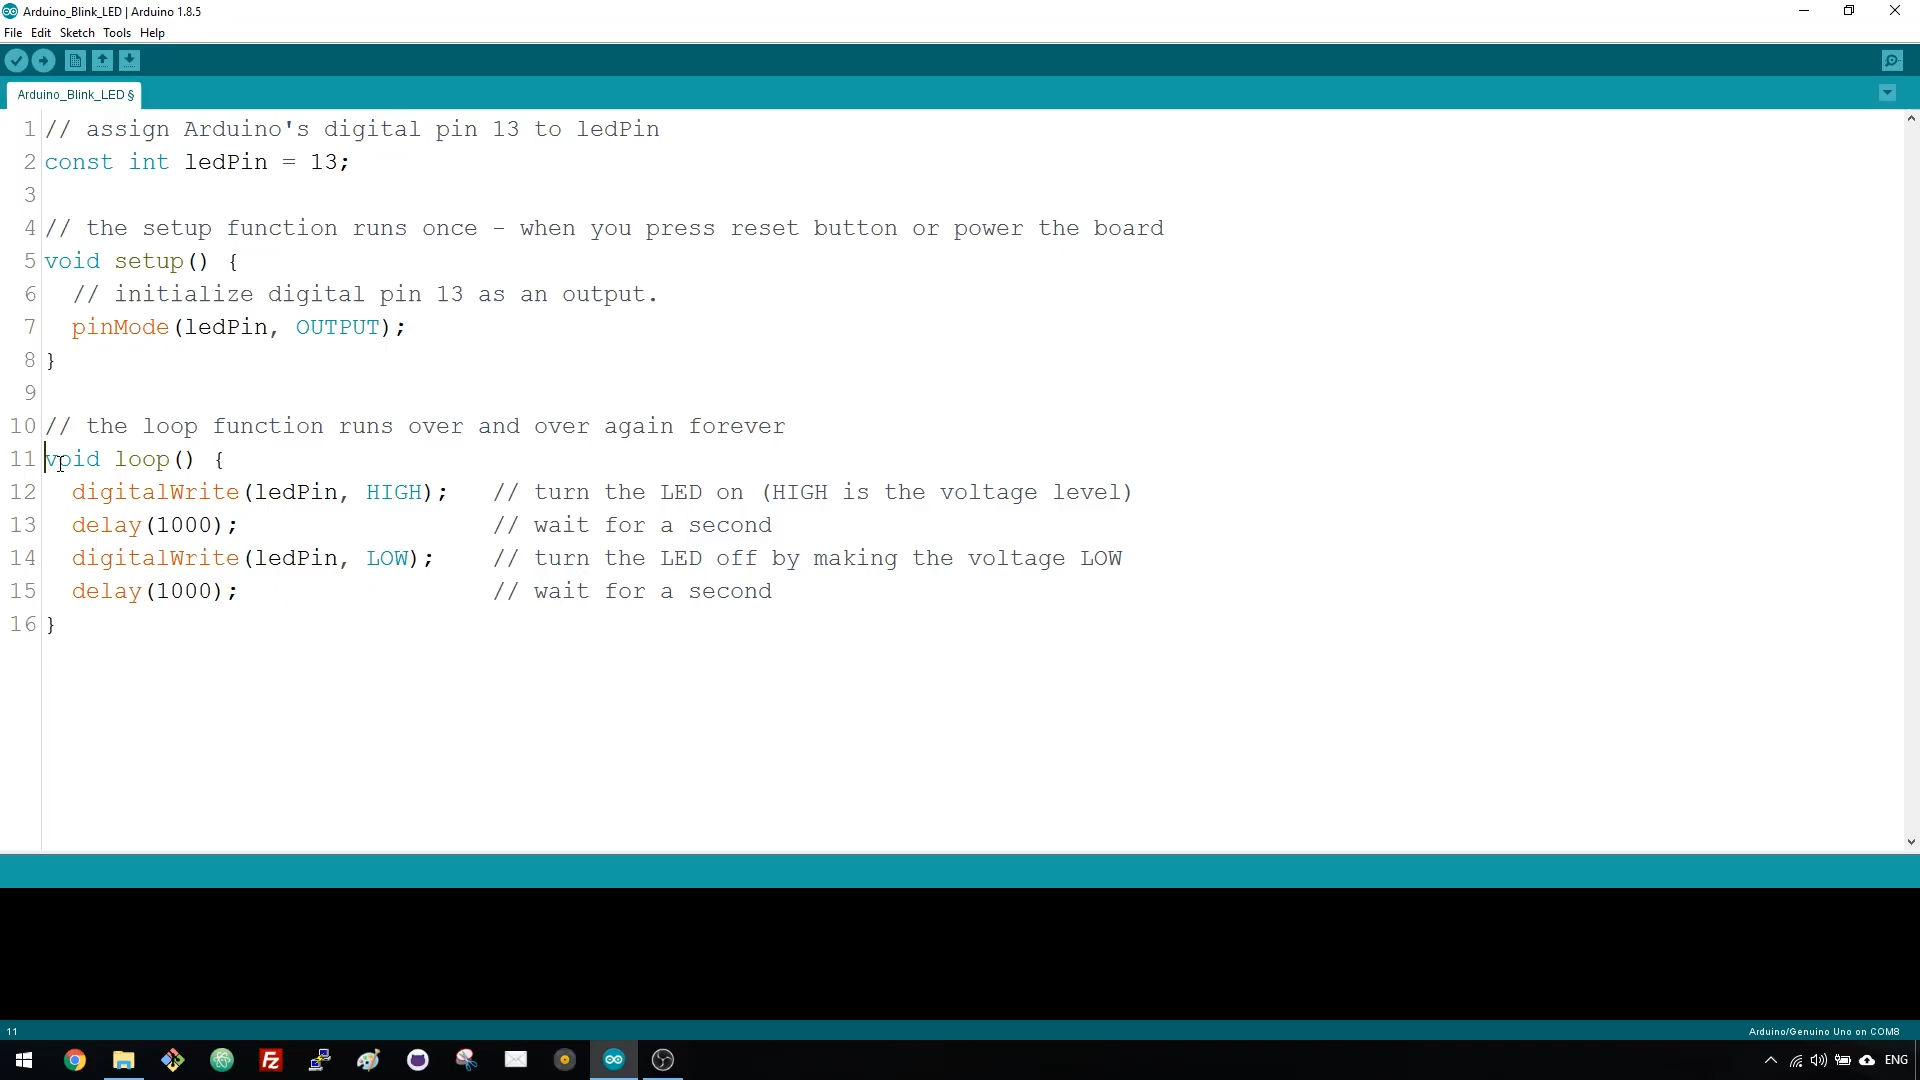 Arduino_Blink_LED | Arduino 1.8.5
File Edit Sketch Tools Help
Arduino_Blink_LED §
1 // assign Arduino's digital pin 13 to ledPin
2 const int ledPin = 13;
3
4 // the setup function runs once - when you press reset button or power the board
5 void setup() {
6   // initialize digital pin 13 as an output.
7   pinMode(ledPin, OUTPUT);
8 }
9
10 // the loop function runs over and over again forever
11 void loop() {
12   digitalWrite(ledPin, HIGH);   // turn the LED on (HIGH is the voltage level)
13   delay(1000);                  // wait for a second
14   digitalWrite(ledPin, LOW);    // turn the LED off by making the voltage LOW
15   delay(1000);                  // wait for a second
16 }
11 Arduino/Genuino Uno on COM8
Fz
ENG